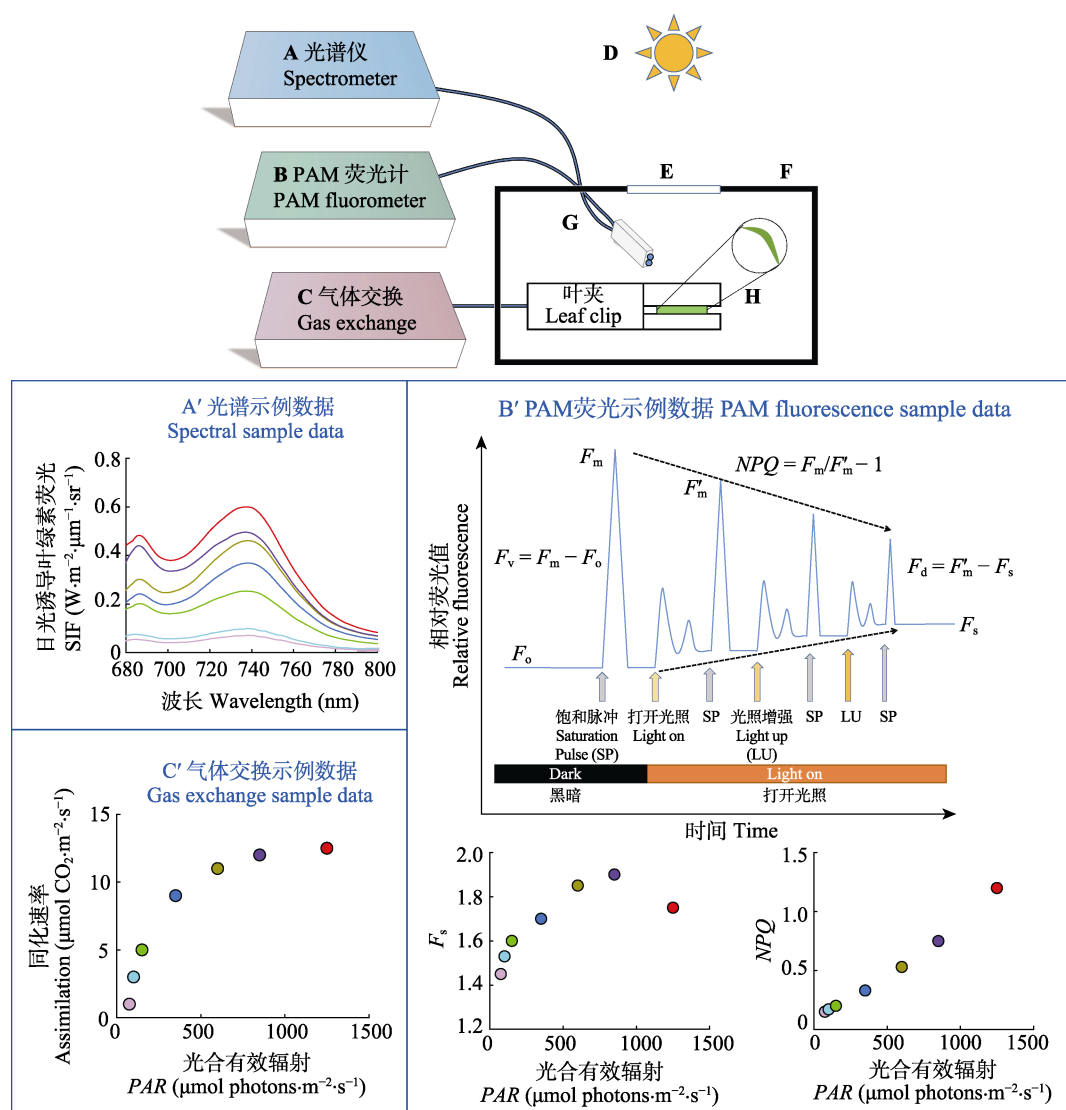 A 光谱仪
Spectrometer
D
B PAM 荧光计
PAM fluorometer
E
F
G
C 气体交换
Gas exchange
叶夹
Leaf clip
H
A′ 光谱示例数据
Spectral sample data
日光诱导叶绿素荧光
SIF (W·m⁻²·μm⁻¹·sr⁻¹)
0.8
0.6
0.4
0.2
0
680 700 720 740 760 780 800
波长 Wavelength (nm)
B′ PAM荧光示例数据 PAM fluorescence sample data
相对荧光值
Relative fluorescence
Fm
NPQ = Fm/F′m − 1
F′m
Fv = Fm − Fo
Fd = F′m − Fs
Fo
Fs
饱和脉冲 打开光照 SP 光照增强 SP LU SP
Saturation Light on Light up
Pulse (SP) (LU)
Dark Light on
黑暗 打开光照
时间 Time
C′ 气体交换示例数据
Gas exchange sample data
同化速率
Assimilation (μmol CO₂·m⁻²·s⁻¹)
15
10
5
0
0 500 1000 1500
光合有效辐射
PAR (μmol photons·m⁻²·s⁻¹)
Fs
2.0
1.8
1.6
1.4
1.2
0 500 1000 1500
光合有效辐射
PAR (μmol photons·m⁻²·s⁻¹)
NPQ
1.5
1.0
0.5
0
0 500 1000 1500
光合有效辐射
PAR (μmol photons·m⁻²·s⁻¹)